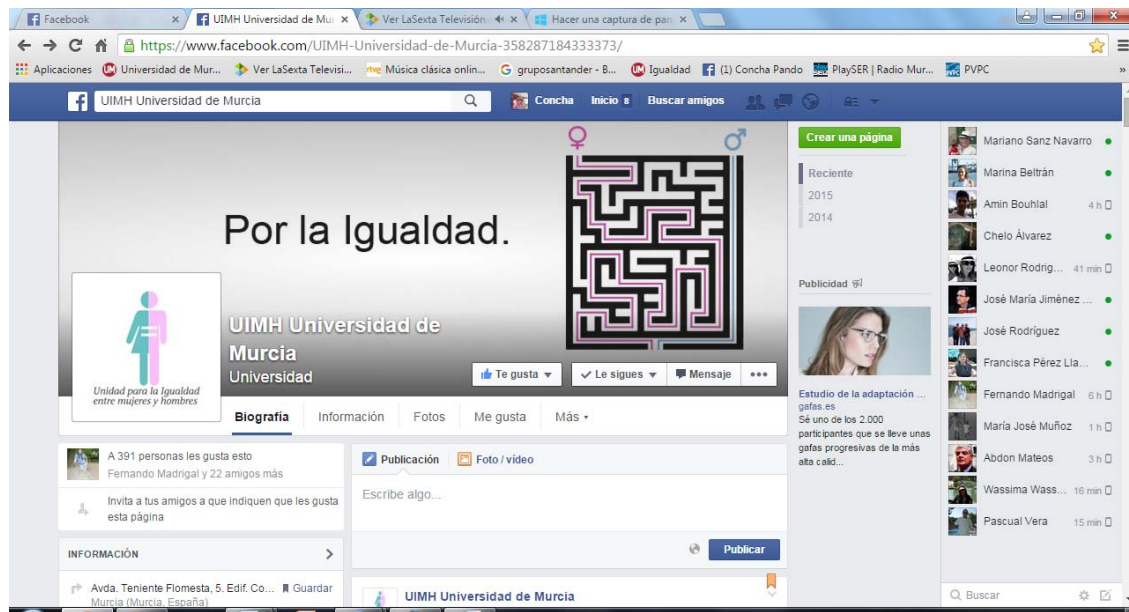 Facebook
UIMH Universidad de Mur
Ver LaSexta Televisión
Hacer una captura de pan
https://www.facebook.com/UIMH-Universidad-de-Murcia-358287184333373/
Aplicaciones
Universidad de Mur...
Ver LaSexta Televisi...
Música clásica onlin...
gruposantander - B...
Igualdad
(1) Concha Pando
PlaySER | Radio Mur...
PVPC
»
UIMH Universidad de Murcia
Concha
Inicio 8
Buscar amigos
Por la Igualdad.
Unidad para la Igualdad
entre mujeres y hombres
UIMH Universidad de
Murcia
Universidad
Te gusta
Le sigues
Mensaje
Biografía
Información
Fotos
Me gusta
Más
A 391 personas les gusta esto
Fernando Madrigal y 22 amigos más
Invita a tus amigos a que indiquen que les gusta
esta página
INFORMACIÓN
Avda. Teniente Flomesta, 5. Edif. Co...
Guardar
Murcia (Murcia, España)
Publicación
Foto / vídeo
Escribe algo...
Publicar
UIMH Universidad de Murcia
Crear una página
Reciente
2015
2014
Publicidad
Estudio de la adaptación ...
gafas.es
Sé uno de los 2.000
participantes que se lleve unas
gafas progresivas de la más
alta calid...
Mariano Sanz Navarro
Marina Beltrán
Amin Bouhlal 4 h
Chelo Álvarez
Leonor Rodrig... 41 min
José María Jiménez ...
José Rodríguez
Francisca Pérez Lla...
Fernando Madrigal 6 h
María José Muñoz 1 h
Abdon Mateos 3 h
Wassima Wass... 16 min
Pascual Vera 15 min
Buscar